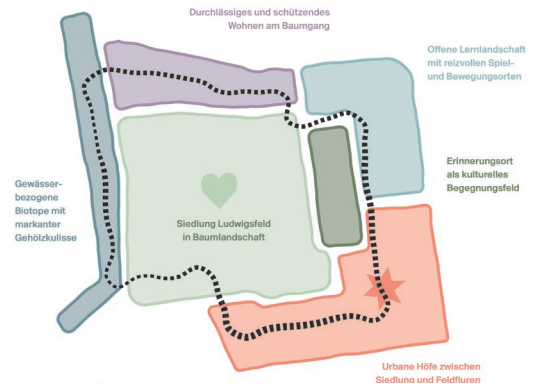 Durchlässiges und schützendes
Wohnen am Baumgang
Offene Lernlandschaft
mit reizvollen Spiel-
und Bewegungsorten
Erinnerungsort
als kulturelles
Begegnungsfeld
Gewässer-
bezogene
Biotope mit
markanter
Gehölzkulisse
Siedlung Ludwigsfeld
in Baumlandschaft
Urbane Höfe zwischen
Siedlung und Feldfluren